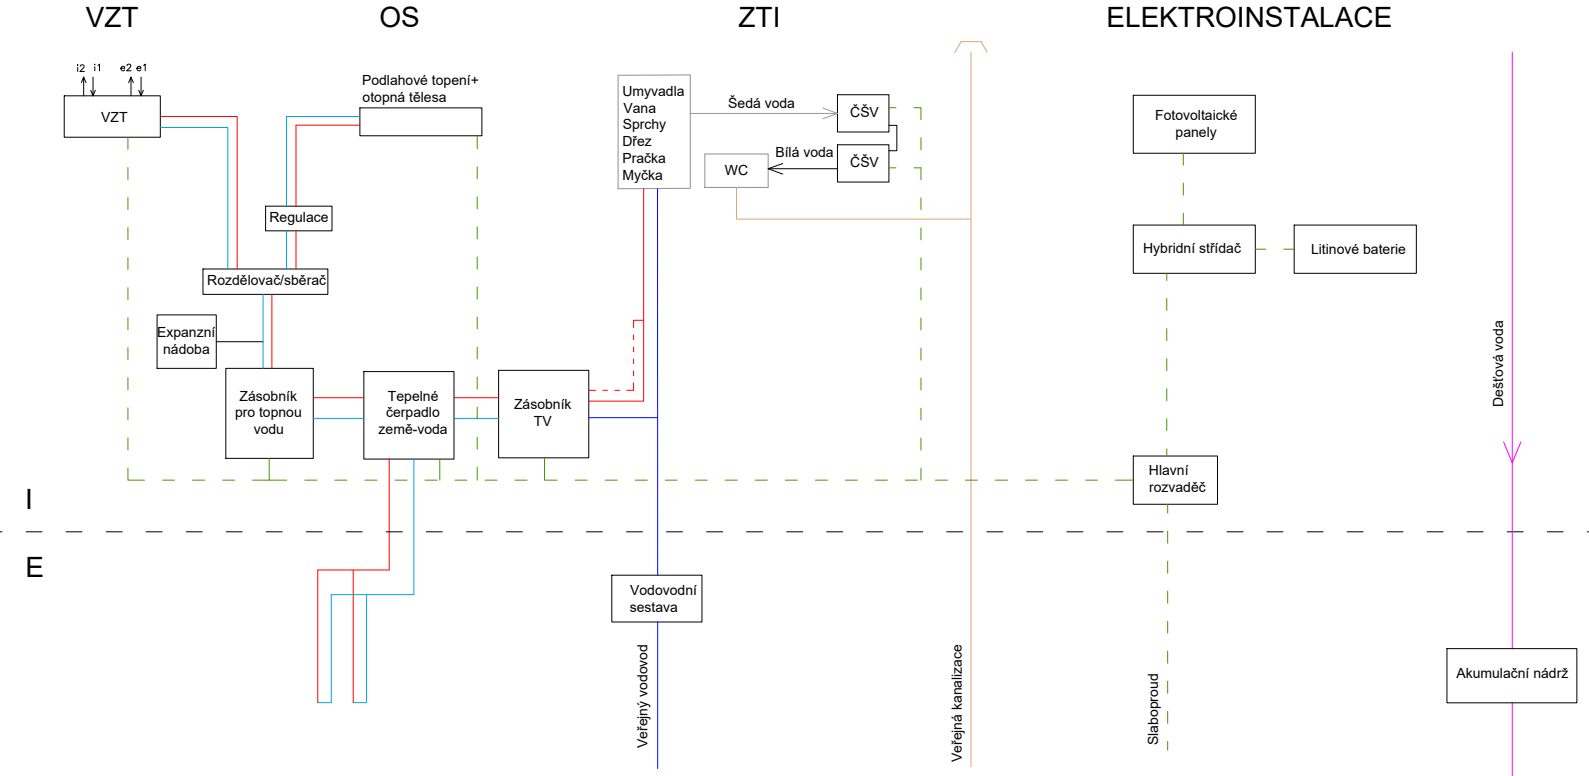 VZT
OS
ZTI
ELEKTROINSTALACE
i2 i1 e2 e1
VZT
Podlahové topení+
otopná tělesa
Umyvadla
Vana
Sprchy
Dřez
Pračka
Myčka
Šedá voda
ČŠV
Bílá voda
ČŠV
WC
Fotovoltaické
panely
Regulace
Hybridní střídač
Litinové baterie
Rozdělovač/sběrač
Expanzní
nádoba
Zásobník
pro topnou
vodu
Tepelné
čerpadlo
země-voda
Zásobník
TV
Dešťová voda
Hlavní
rozvaděč
I
E
Vodovodní
sestava
Veřejný vodovod
Veřejná kanalizace
Slaboproud
Akumulační nádrž